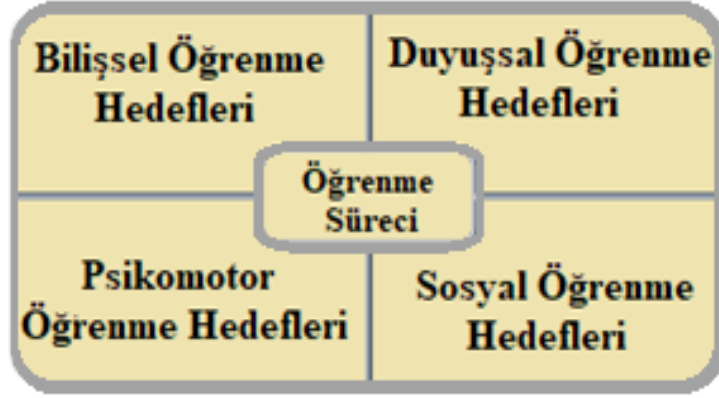 Bilişsel Öğrenme
Hedefleri
Duyuşsal Öğrenme
Hedefleri
Öğrenme
Süreci
Psikomotor
Öğrenme Hedefleri
Sosyal Öğrenme
Hedefleri